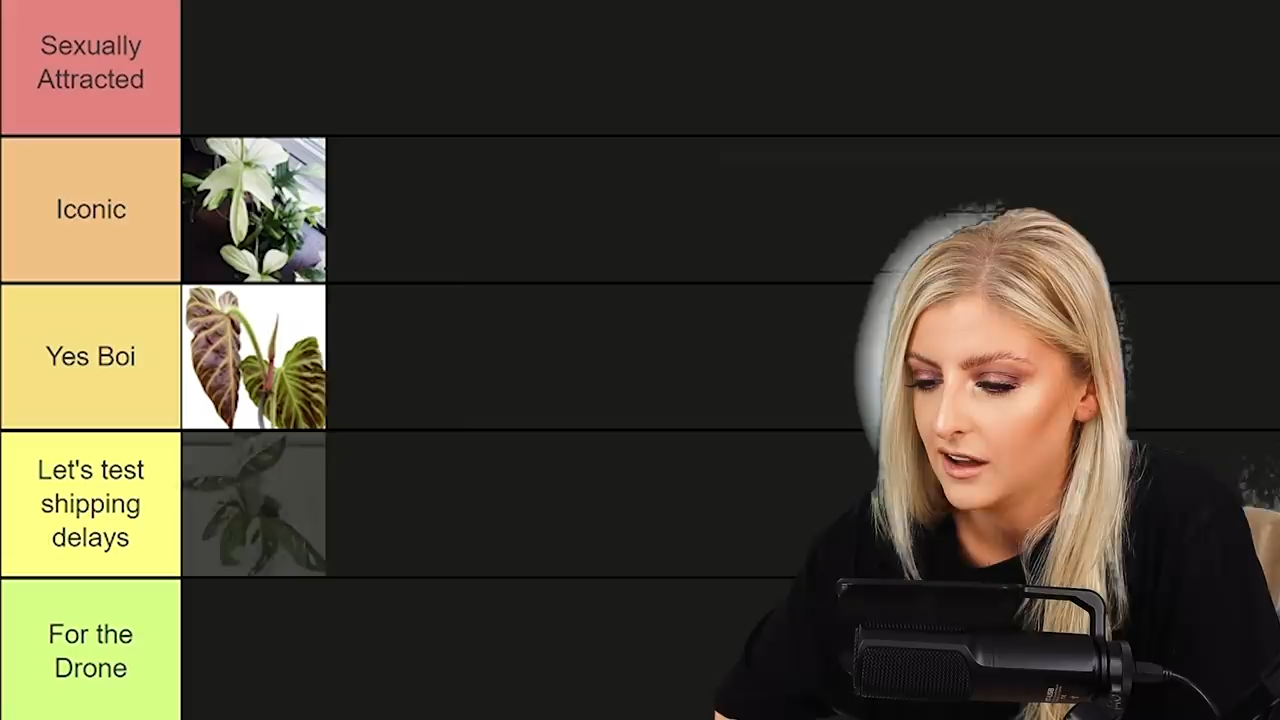 Sexually
Attracted
Iconic
Yes Boi
Let's test
shipping
delays
For the
Drone